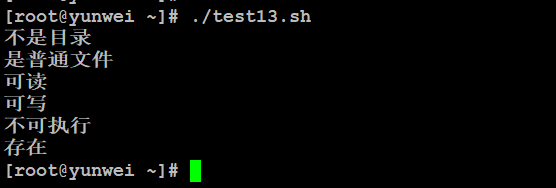 [root@yunwei ~]# ./test13.sh
不是目录
是普通文件
可读
可写
不可执行
存在
[root@yunwei ~]#